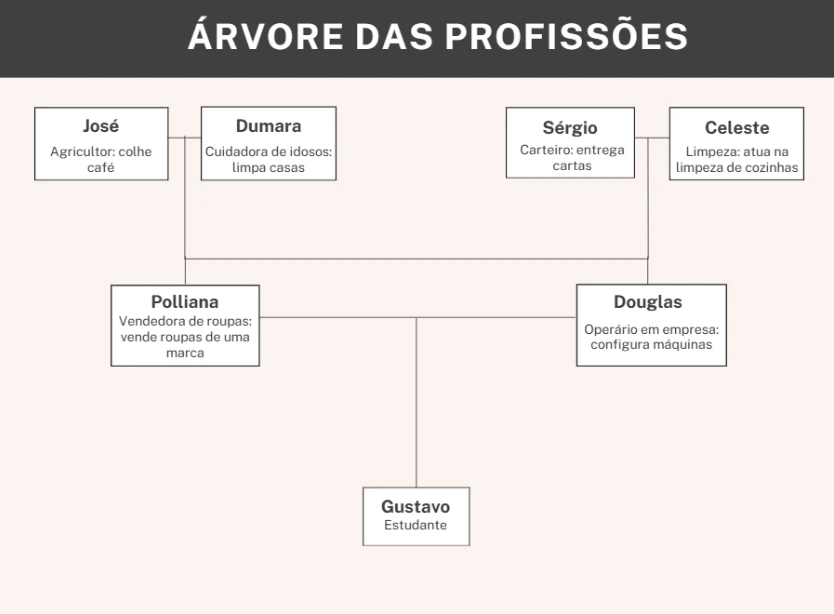 ÁRVORE DAS PROFISSÕES
José
Agricultor: colhe
café
Dumara
Cuidadora de idosos:
limpa casas
Sérgio
Carteiro: entrega
cartas
Celeste
Limpeza: atua na
limpeza de cozinhas
Polliana
Vendedora de roupas:
vende roupas de uma
marca
Douglas
Operário em empresa:
configura máquinas
Gustavo
Estudante